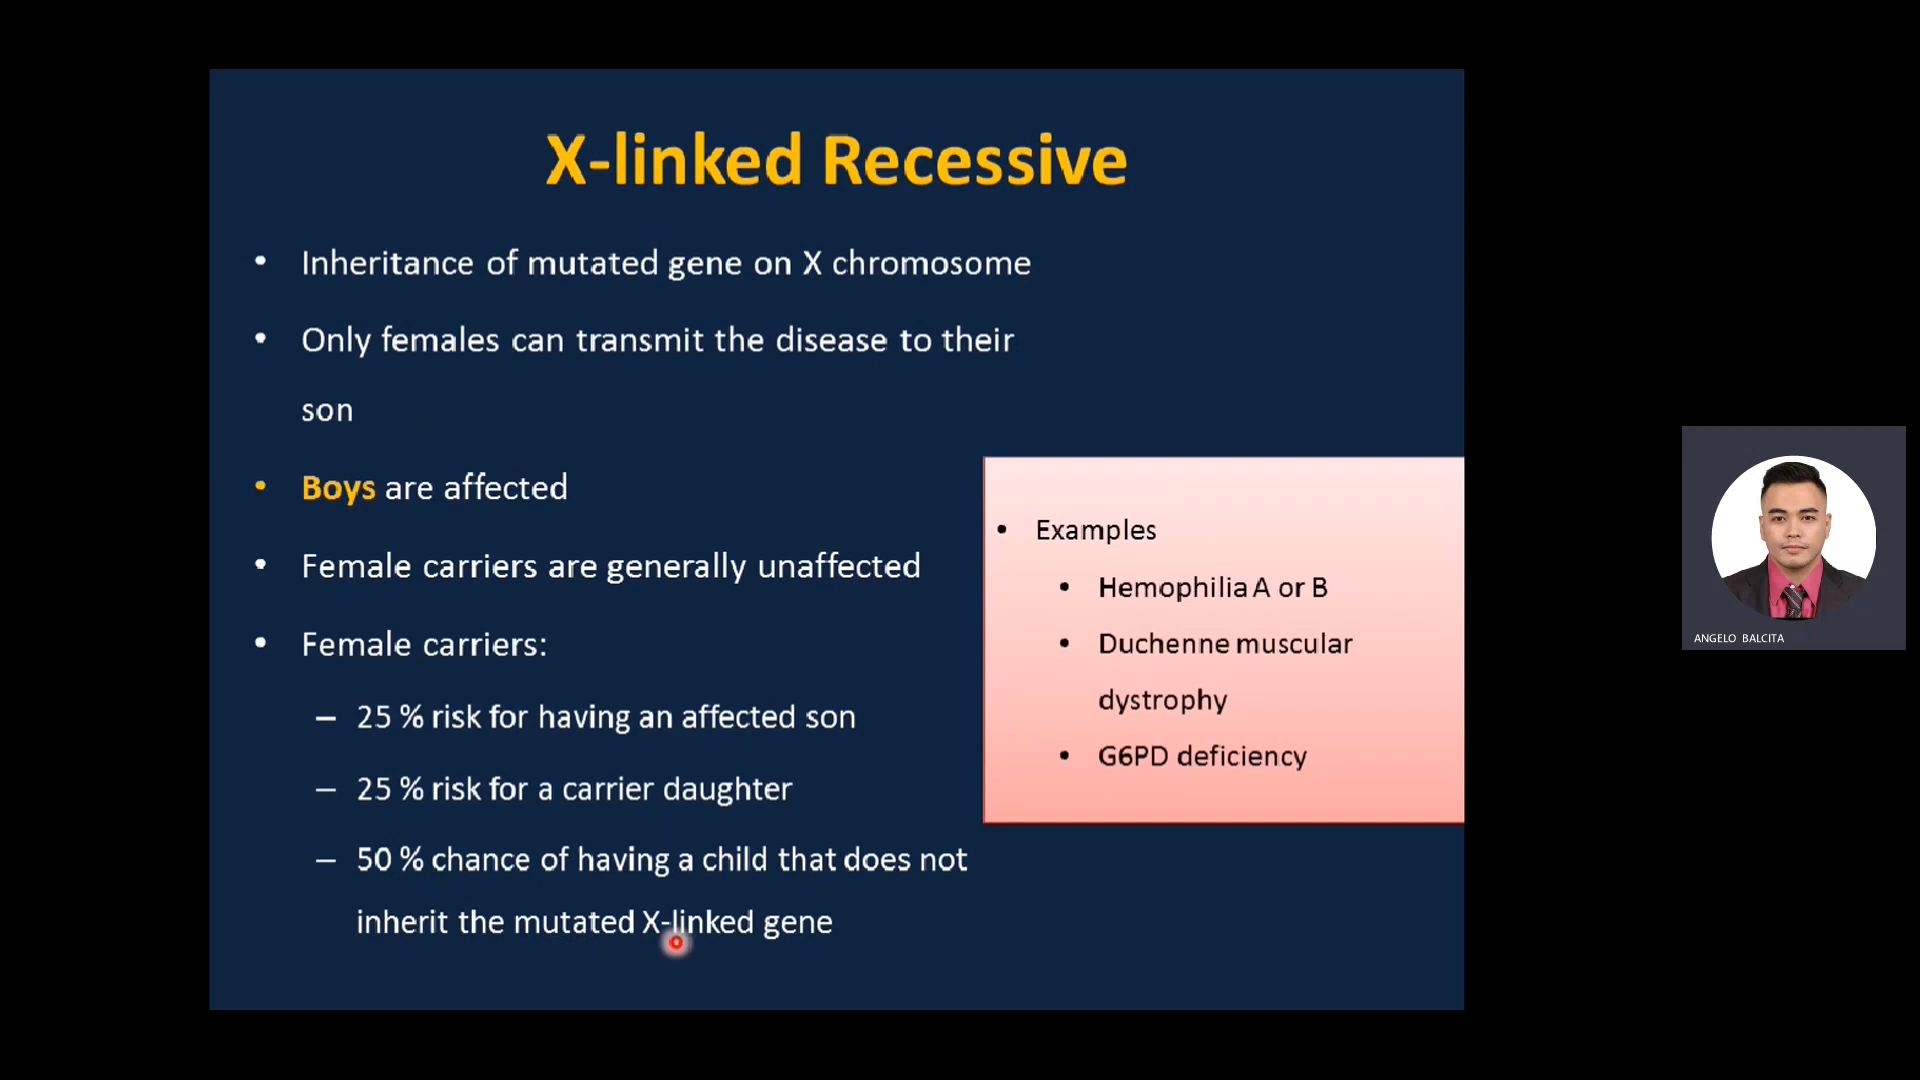 X-linked Recessive
• Inheritance of mutated gene on X chromosome
• Only females can transmit the disease to their
son
• Boys are affected
• Female carriers are generally unaffected
• Female carriers:
– 25 % risk for having an affected son
– 25 % risk for a carrier daughter
– 50 % chance of having a child that does not
inherit the mutated X-linked gene
• Examples
• Hemophilia A or B
• Duchenne muscular
dystrophy
• G6PD deficiency
ANGELO BALCITA